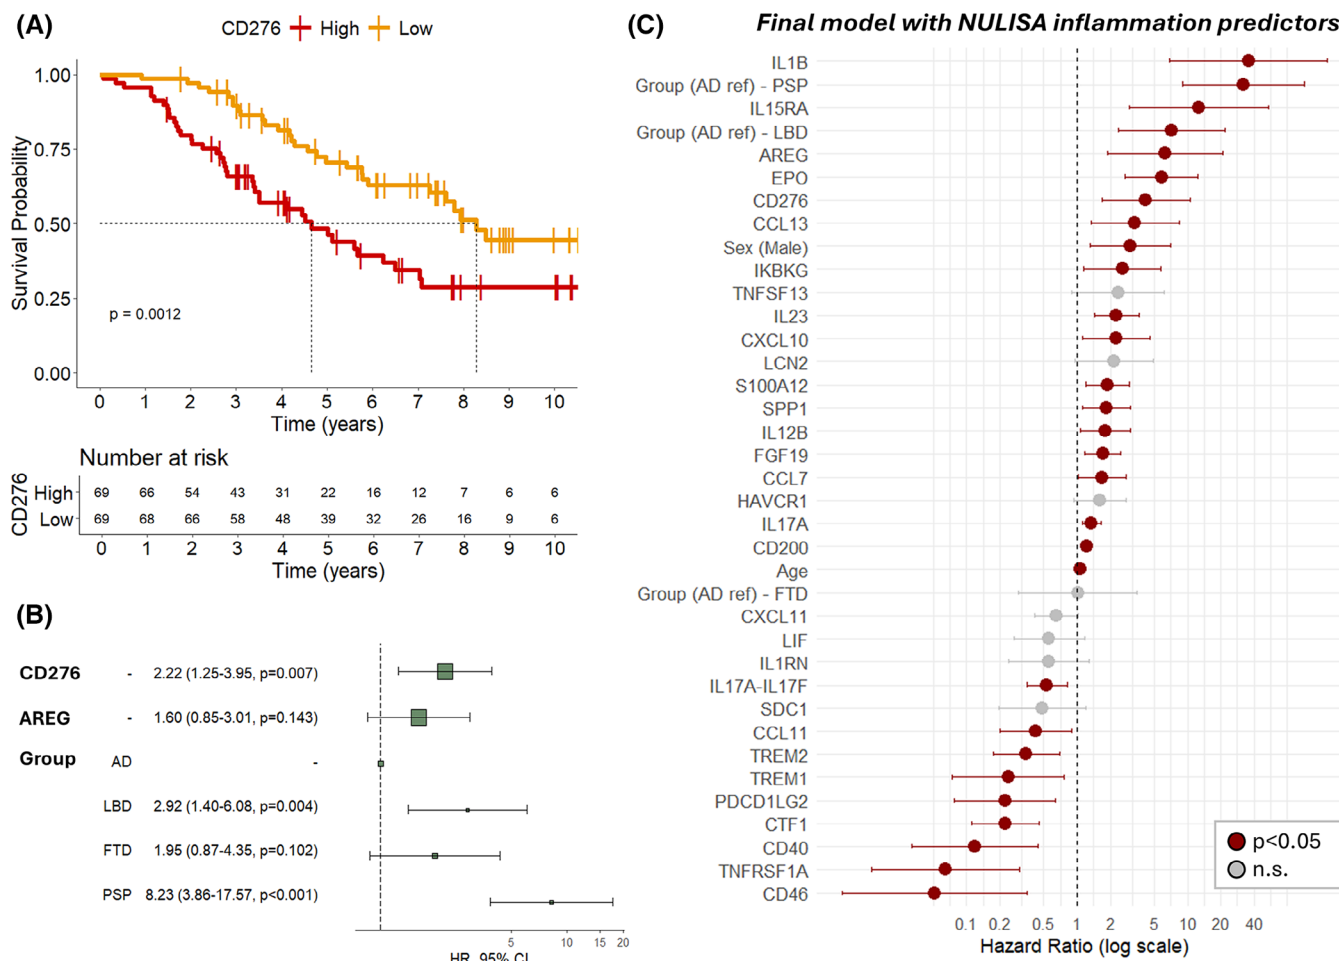 (A)
CD276 High Low
1.00
0.75
0.50
0.25
0.00
Survival Probability
p = 0.0012
0 1 2 3 4 5 6 7 8 9 10
Time (years)
Number at risk
CD276
High 69 66 54 43 31 22 16 12 7 6 6
Low 69 68 66 58 48 39 32 26 16 9 6
0 1 2 3 4 5 6 7 8 9 10
Time (years)
(B)
CD276 - 2.22 (1.25-3.95, p=0.007)
AREG - 1.60 (0.85-3.01, p=0.143)
Group AD -
LBD 2.92 (1.40-6.08, p=0.004)
FTD 1.95 (0.87-4.35, p=0.102)
PSP 8.23 (3.86-17.57, p<0.001)
5 10 15 20
HR, 95% CI
(C)
Final model with NULISA inflammation predictors
IL1B
Group (AD ref) - PSP
IL15RA
Group (AD ref) - LBD
AREG
EPO
CD276
CCL13
Sex (Male)
IKBKG
TNFSF13
IL23
CXCL10
LCN2
S100A12
SPP1
IL12B
FGF19
CCL7
HAVCR1
IL17A
CD200
Age
Group (AD ref) - FTD
CXCL11
LIF
IL1RN
IL17A-IL17F
SDC1
CCL11
TREM2
TREM1
PDCD1LG2
CTF1
CD40
TNFRSF1A
CD46
p<0.05
n.s.
0.1 0.2 0.5 1 2 5 10 20 40
Hazard Ratio (log scale)